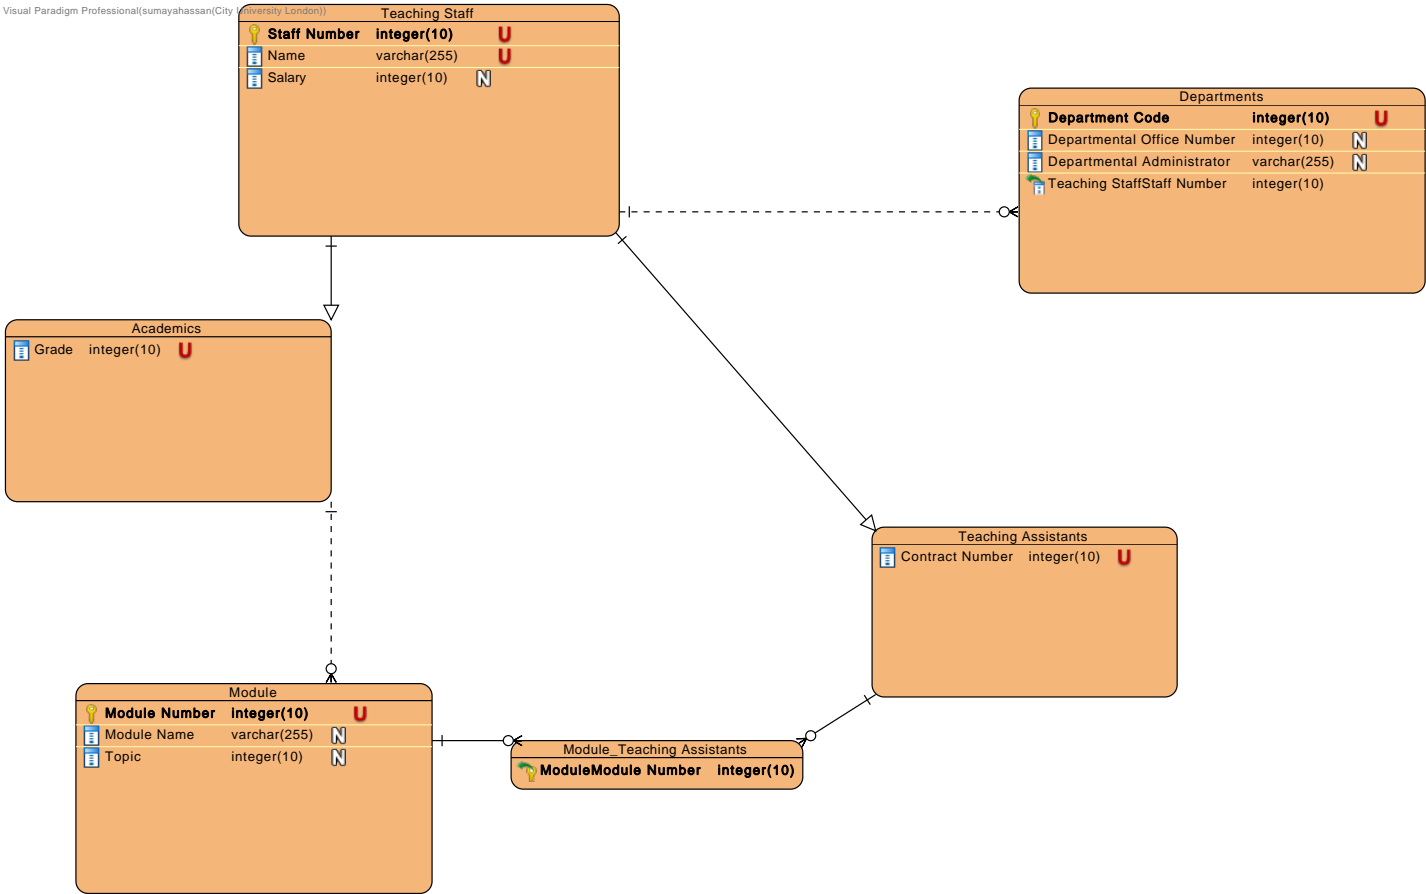 Visual Paradigm Professional(sumayahassan(City University London))
Teaching Staff
Staff Number integer(10) U
Name varchar(255) U
Salary integer(10) N
Departments
Department Code integer(10) U
Departmental Office Number integer(10) N
Departmental Administrator varchar(255) N
Teaching StaffStaff Number integer(10)
Academics
Grade integer(10) U
Teaching Assistants
Contract Number integer(10) U
Module
Module Number integer(10) U
Module Name varchar(255) N
Topic integer(10) N
Module_Teaching Assistants
ModuleModule Number integer(10)